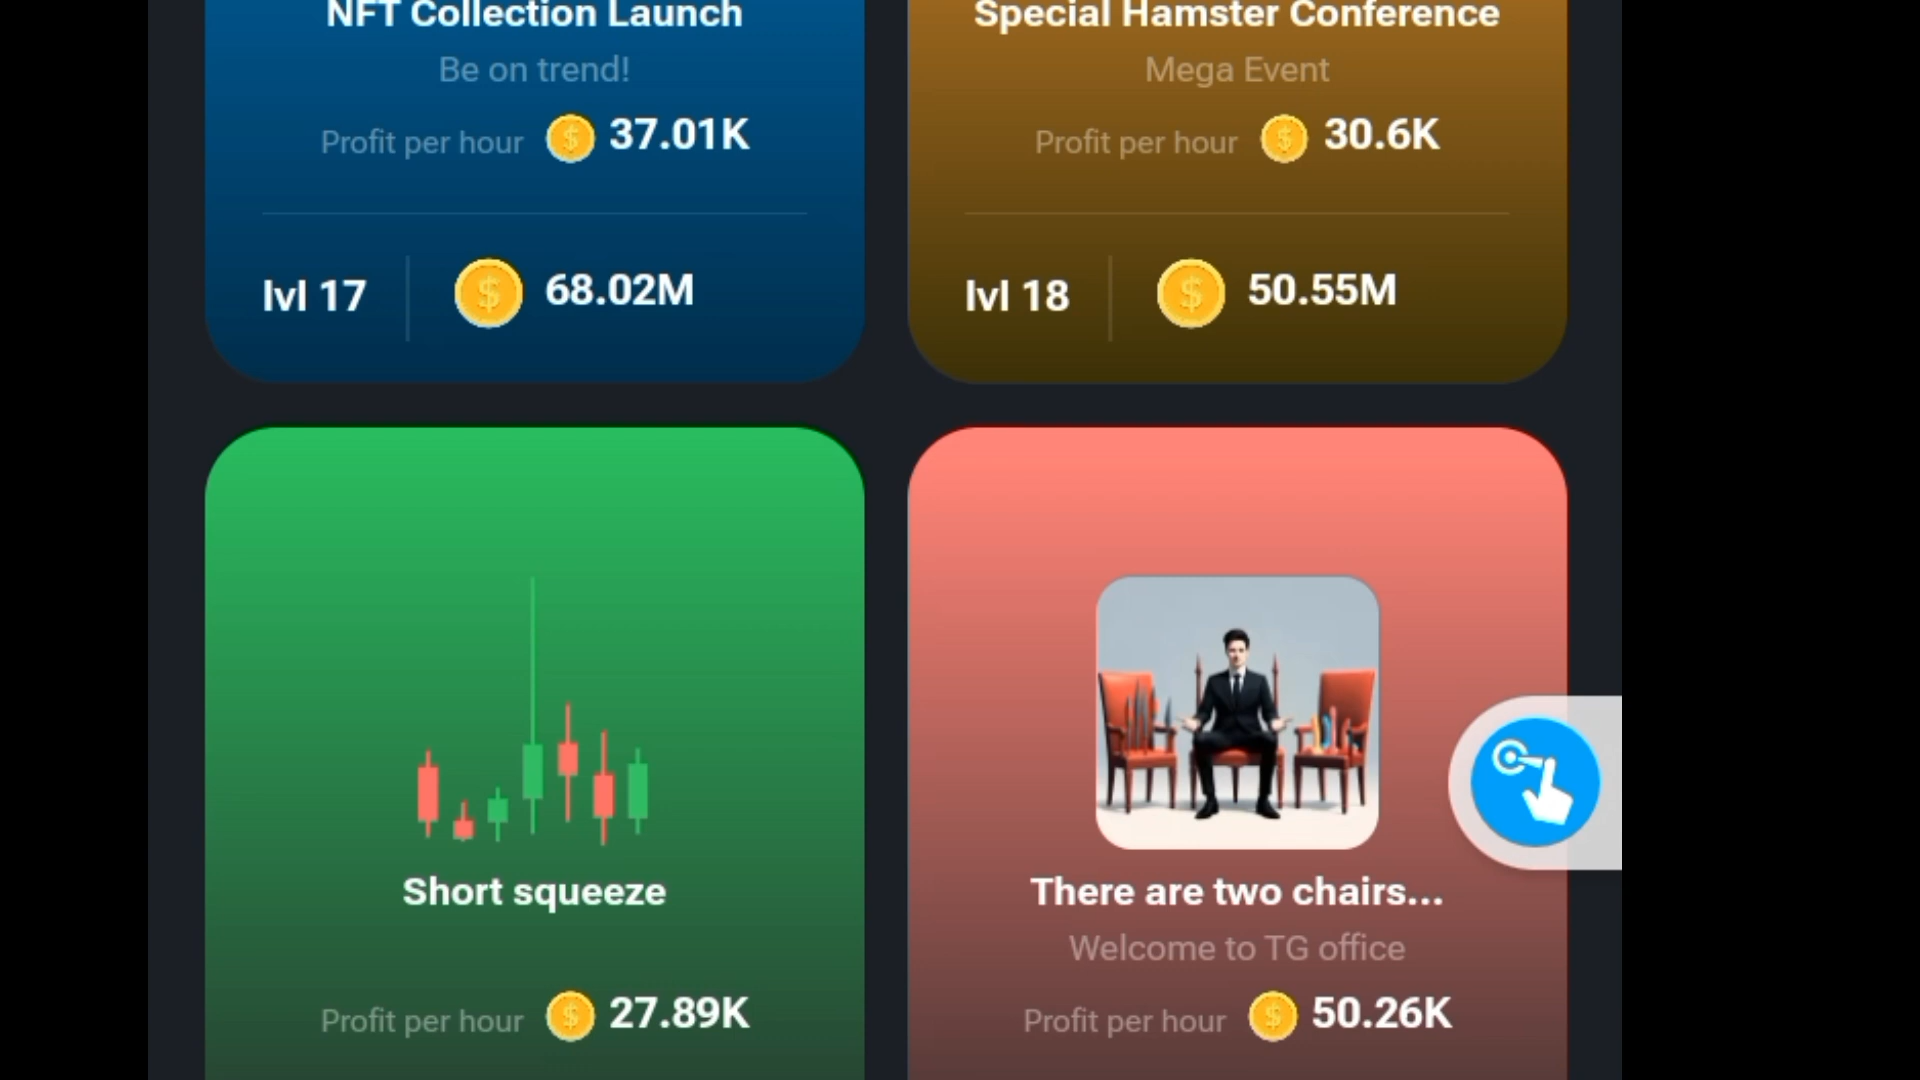 NFT Collection Launch
Be on trend!
Profit per hour 37.01K
lvl 17 68.02M
Special Hamster Conference
Mega Event
Profit per hour 30.6K
lvl 18 50.55M
Short squeeze
Profit per hour 27.89K
There are two chairs...
Welcome to TG office
Profit per hour 50.26K